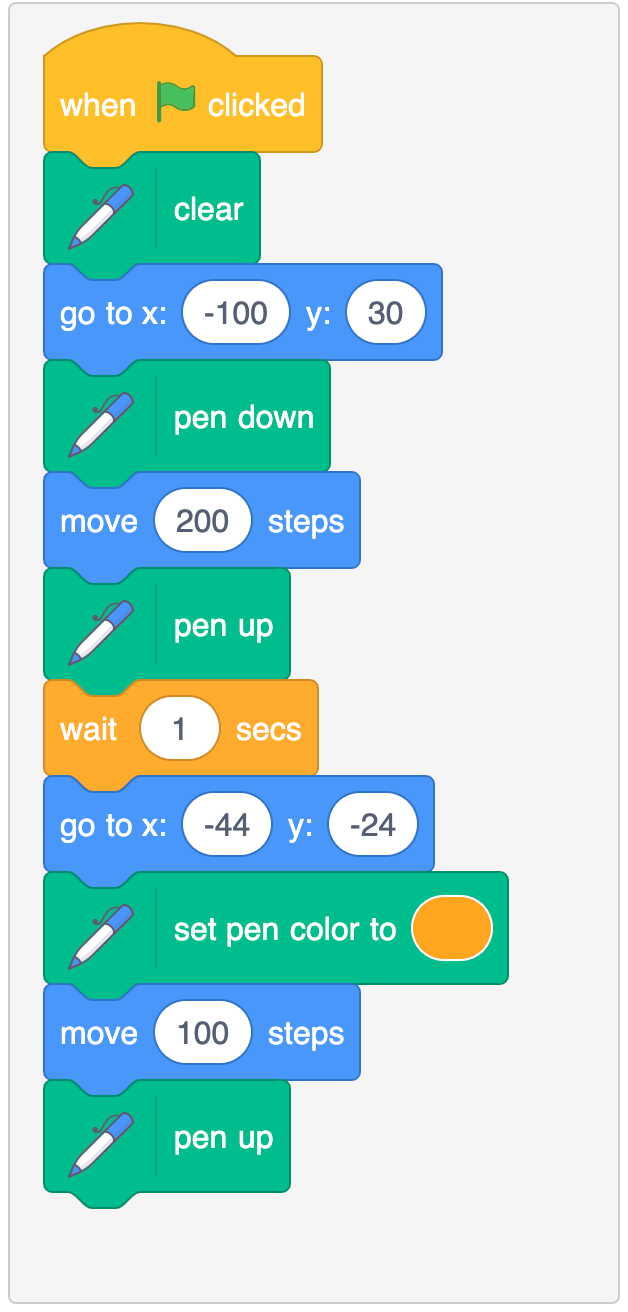 when clicked
clear
go to x: -100 y: 30
pen down
move 200 steps
pen up
wait 1 secs
go to x: -44 y: -24
set pen color to
move 100 steps
pen up